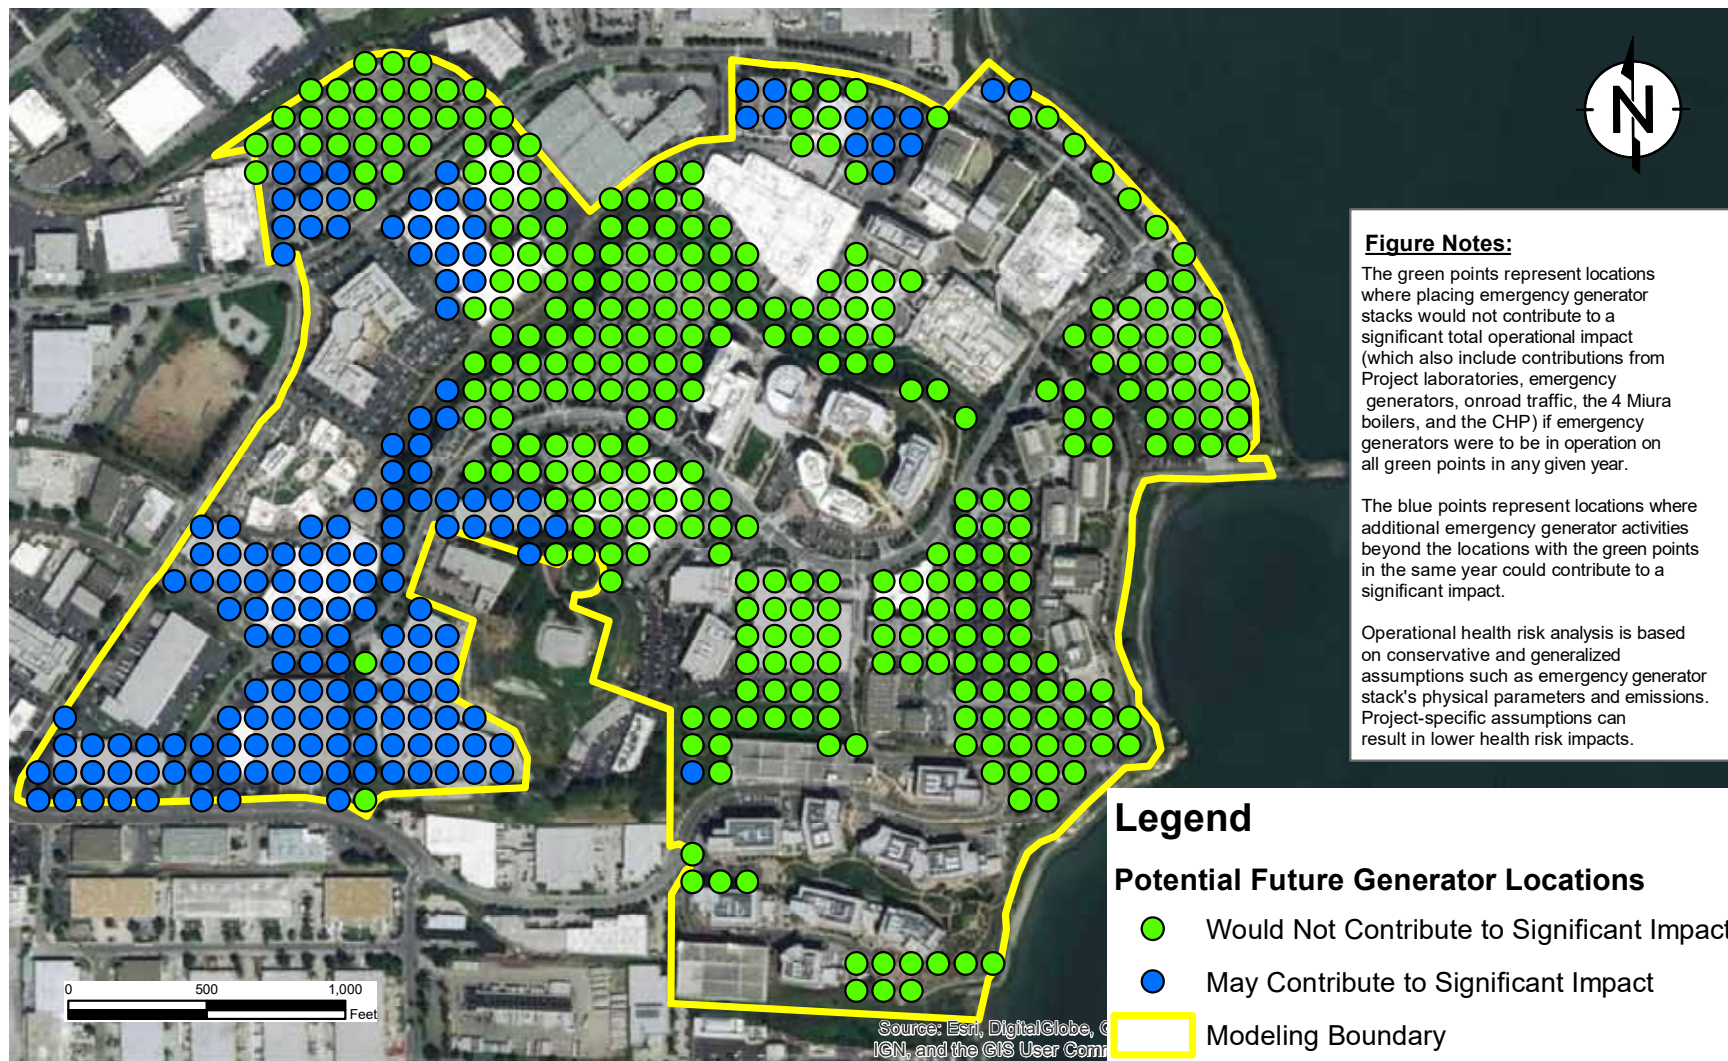 N
Figure Notes:
The green points represent locations
where placing emergency generator
stacks would not contribute to a
significant total operational impact
(which also include contributions from
Project laboratories, emergency
generators, onroad traffic, the 4 Miura
boilers, and the CHP) if emergency
generators were to be in operation on
all green points in any given year.
The blue points represent locations where
additional emergency generator activities
beyond the locations with the green points
in the same year could contribute to a
significant impact.
Operational health risk analysis is based
on conservative and generalized
assumptions such as emergency generator
stack's physical parameters and emissions.
Project-specific assumptions can
result in lower health risk impacts.
Legend
Potential Future Generator Locations
Would Not Contribute to Significant Impact
May Contribute to Significant Impact
Modeling Boundary
0 500 1,000
Feet
Source: Esri, DigitalGlobe, G
IGN, and the GIS User Comm